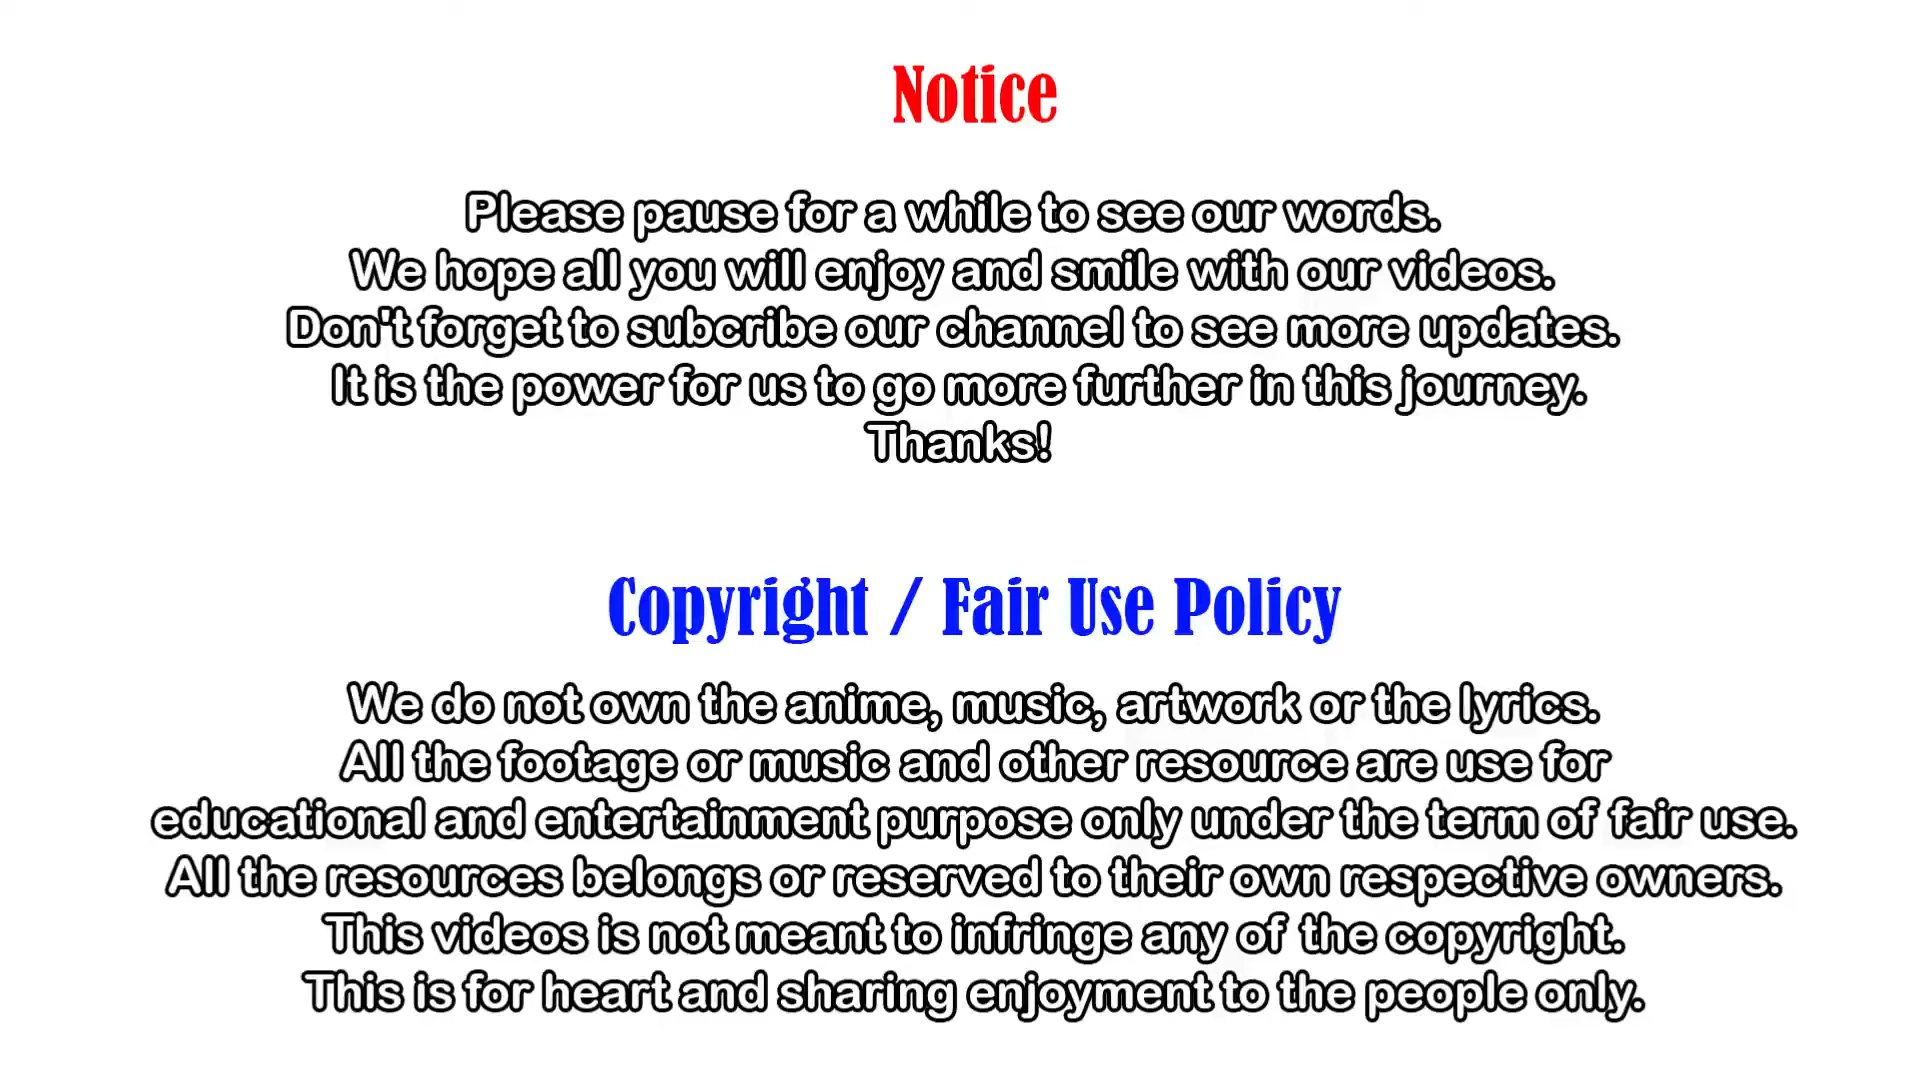 Notice
Please pause for a while to see our words.
We hope all you will enjoy and smile with our videos.
Don't forget to subcribe our channel to see more updates.
It is the power for us to go more further in this journey.
Thanks!
Copyright / Fair Use Policy
We do not own the anime, music, artwork or the lyrics.
All the footage or music and other resource are use for
educational and entertainment purpose only under the term of fair use.
All the resources belongs or reserved to their own respective owners.
This videos is not meant to infringe any of the copyright.
This is for heart and sharing enjoyment to the people only.